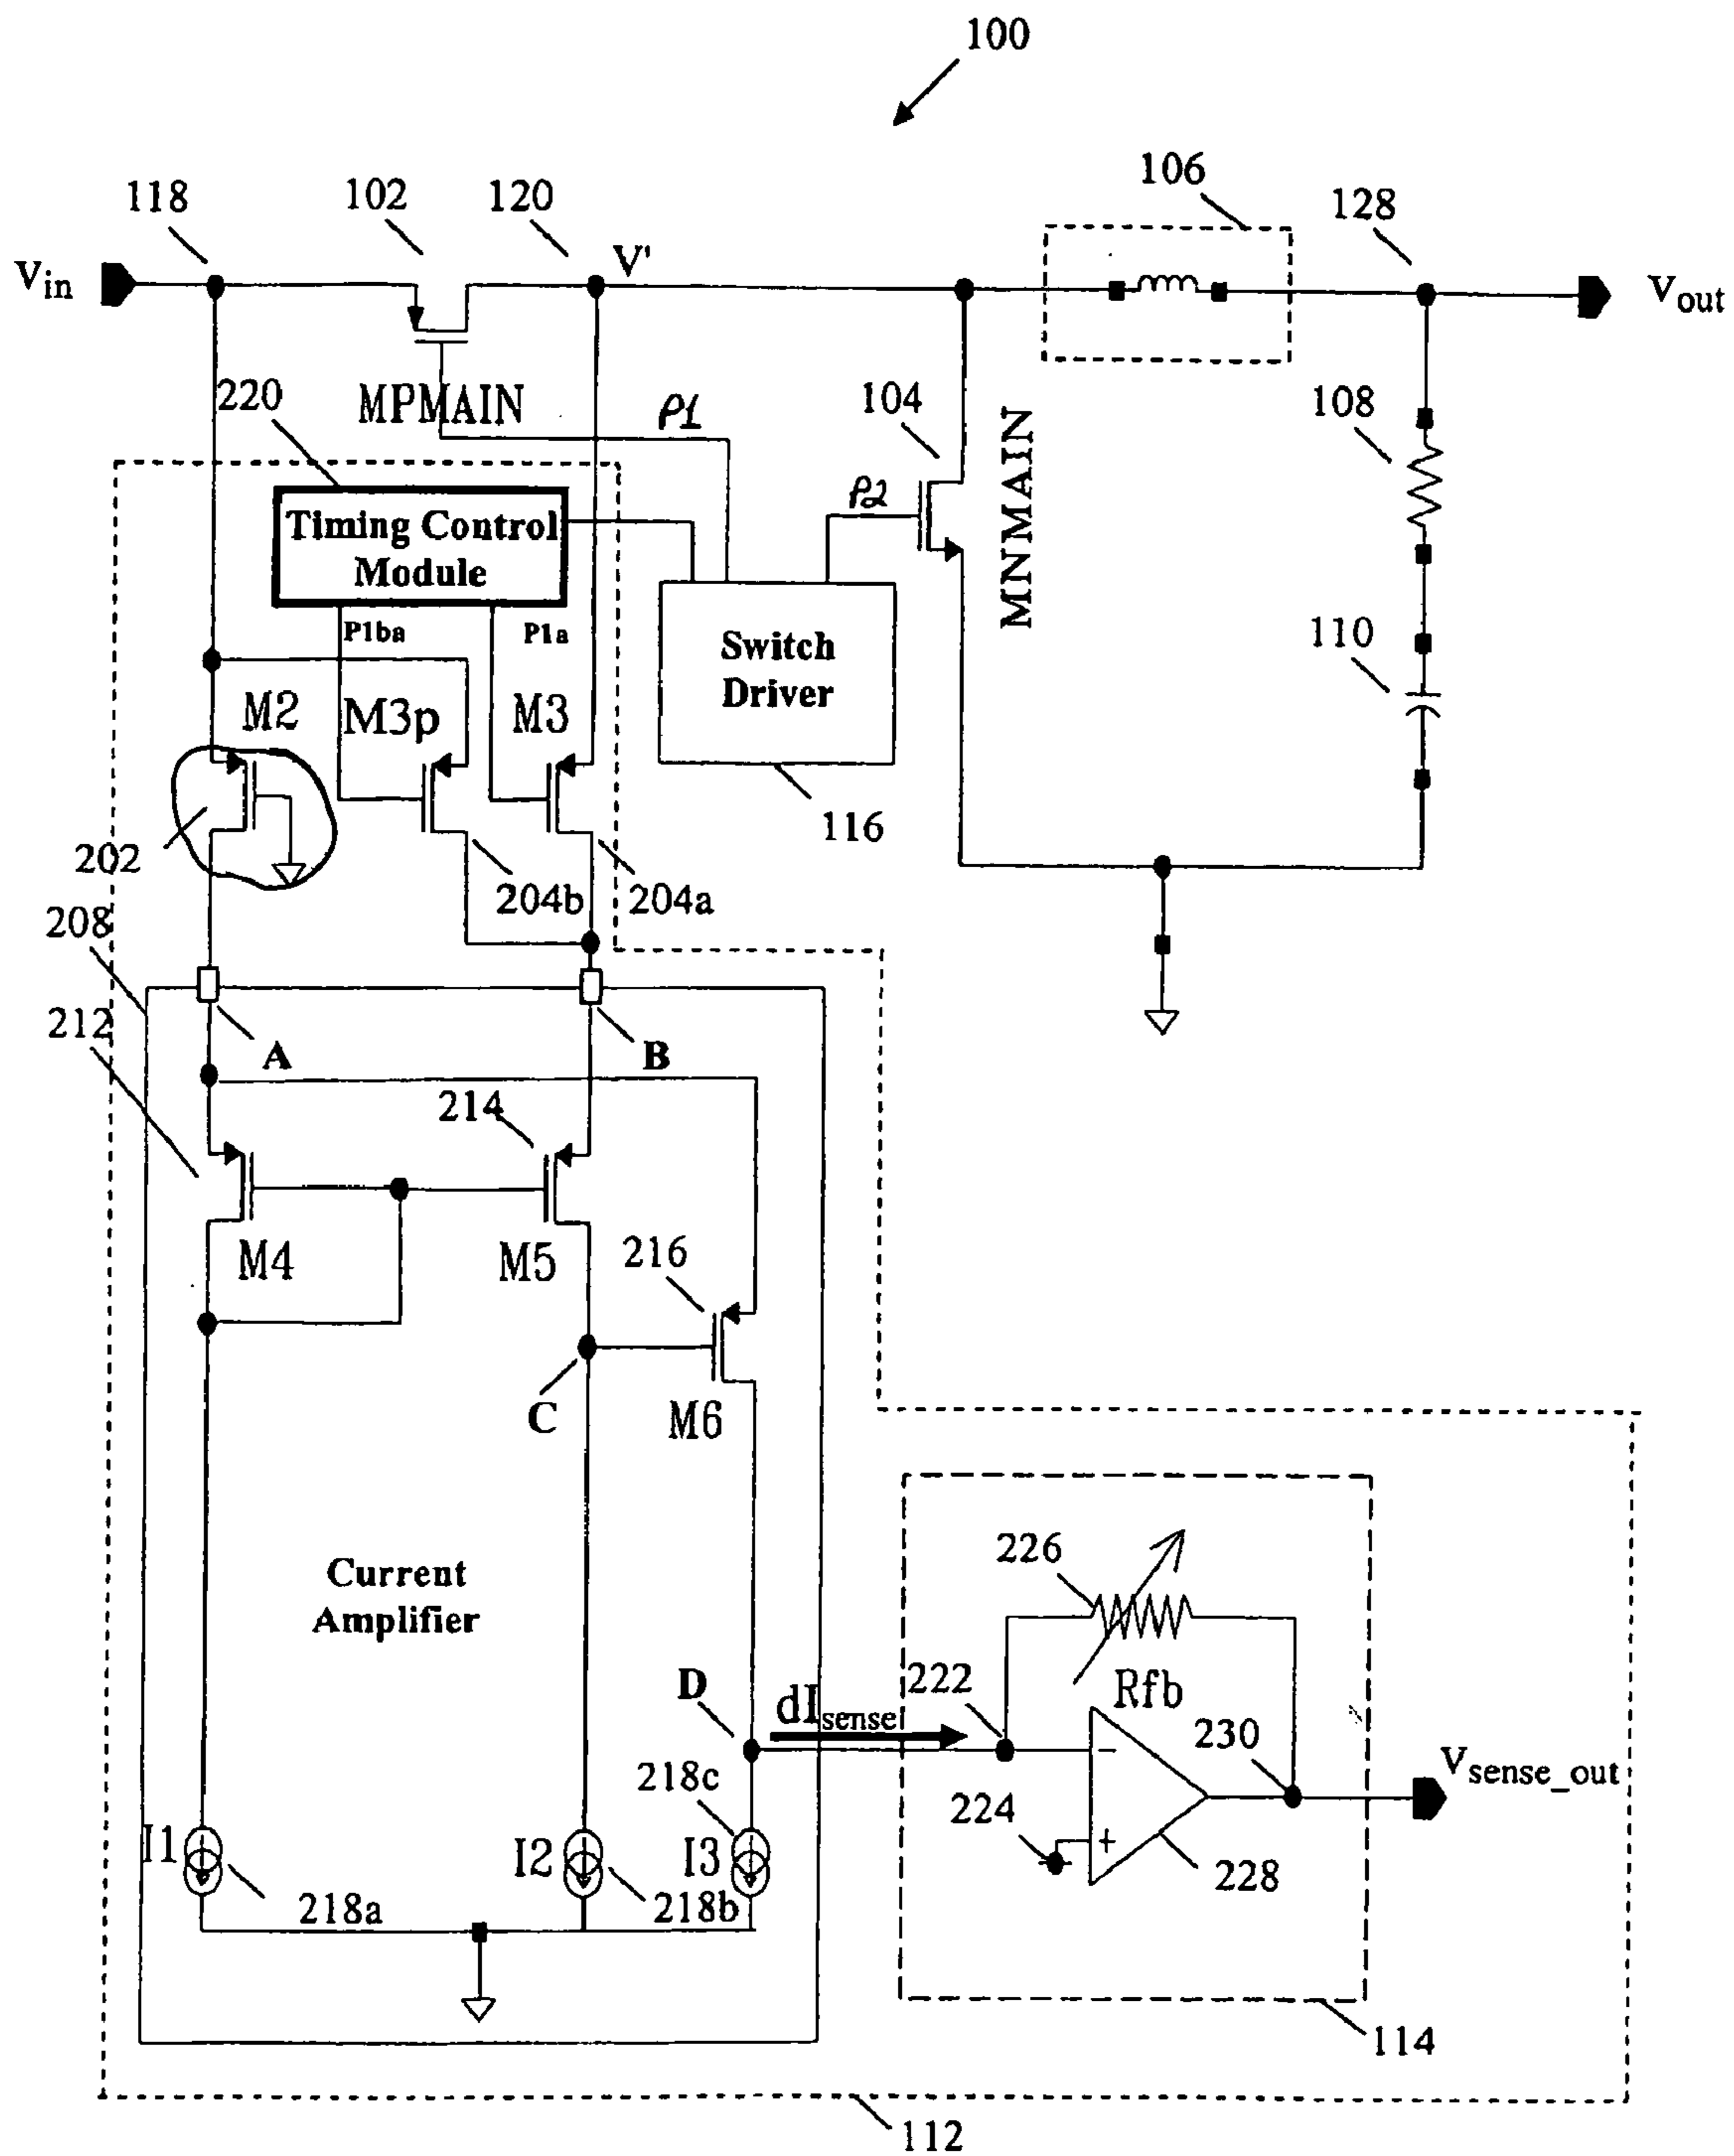 100
106
118 102 120 128
Vin V' Vout
220 MPMAIN P1 104 108
MNMAIN
P2
Timing Control
Module
P1ba P1a
Switch
Driver
110
M2 M3p M3
116
202
204b 204a
208
212
A B
214
M4 M5 216
C
M6
Current
Amplifier
226
Rfb
D dIsense 222 230
Vsense_out
218c
224
- +
I1 I2 I3 228
218a 218b
114
112